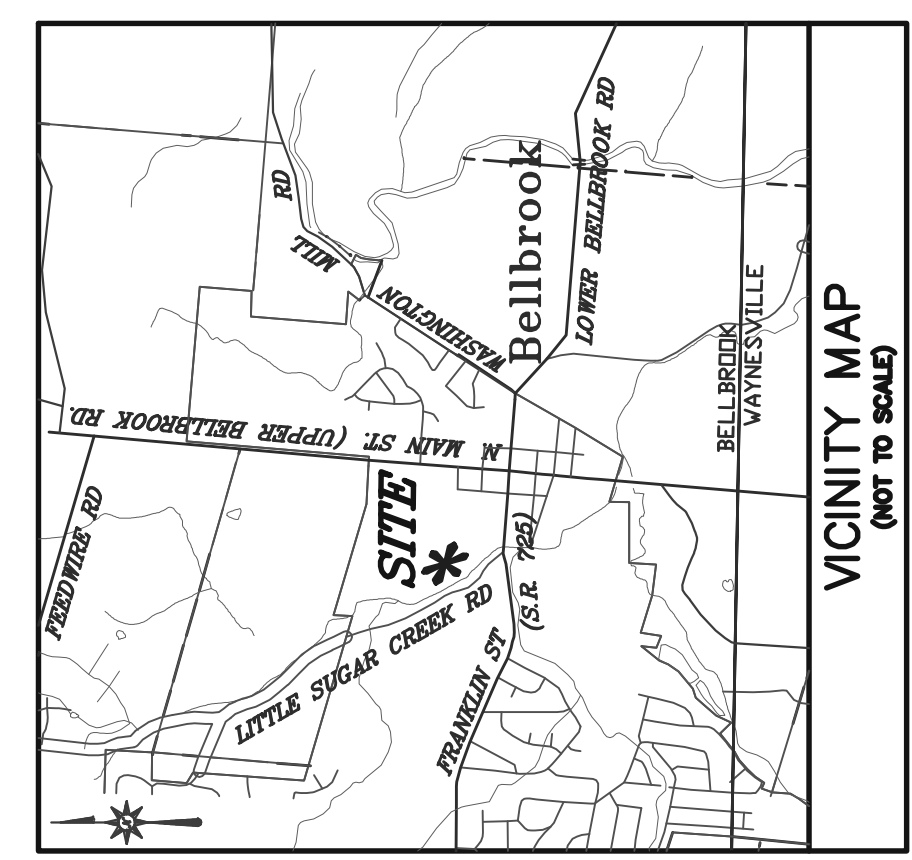 RD
MILL
WASHINGTON
Bellbrook
LOWER BELLBROOK RD
BELLBROOK
WAYNESVILLE
VICINITY MAP
(NOT TO SCALE)
N. MAIN ST. (UPPER BELLBROOK RD.
FEEDWIRE RD
SITE
(S.R. 725)
LITTLE SUGAR CREEK RD
FRANKLIN ST